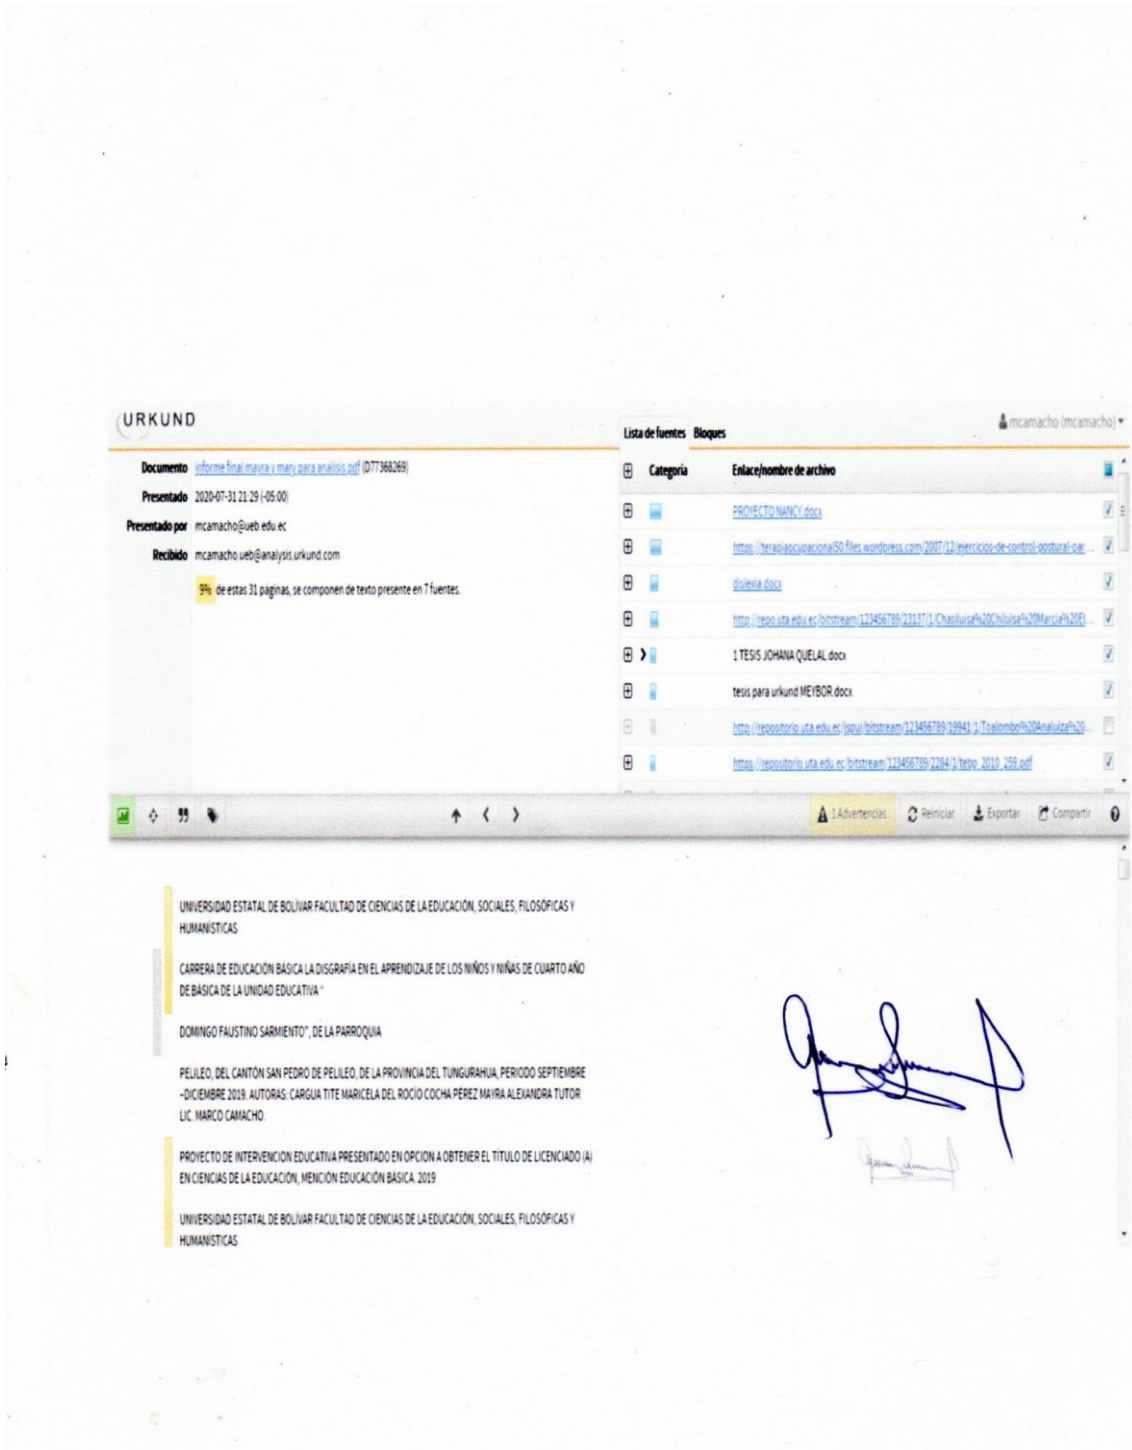 URKUND
Documento informe final mayra y mary para analisis.pdf (D77368269)
Presentado 2020-07-31 21:29 (-05:00)
Presentado por mcamacho@ueb.edu.ec
Recibido mcamacho.ueb@analysis.urkund.com
9% de estas 31 páginas, se componen de texto presente en 7 fuentes.
mcamacho (mcamacho)
Lista de fuentes Bloques
Categoría Enlace/nombre de archivo
PROYECTO NANCY.docx
https://terapiaocupacional50.files.wordpress.com/2007/12/ejercicios-de-control-postural-par...
dislexia.docx
http://repo.uta.edu.ec/bitstream/123456789/23137/1/Chasiluisa%20Chiluisa%20Marcia%20El...
1 TESIS JOHANA QUELAL.docx
tesis para urkund MEYBOR.docx
http://repositorio.uta.edu.ec/jspui/bitstream/123456789/19941/1/Toalombo%20Analuiza%20...
https://repositorio.uta.edu.ec/bitstream/123456789/2284/1/tebp_2010_259.pdf
1 Advertencias. Reiniciar Exportar Compartir
UNIVERSIDAD ESTATAL DE BOLÍVAR FACULTAD DE CIENCIAS DE LA EDUCACIÓN, SOCIALES, FILOSÓFICAS Y
HUMANÍSTICAS
CARRERA DE EDUCACIÓN BÁSICA LA DISGRAFÍA EN EL APRENDIZAJE DE LOS NIÑOS Y NIÑAS DE CUARTO AÑO
DE BÁSICA DE LA UNIDAD EDUCATIVA "
DOMINGO FAUSTINO SARMIENTO", DE LA PARROQUIA
PELILEO, DEL CANTÓN SAN PEDRO DE PELILEO, DE LA PROVINCIA DEL TUNGURAHUA, PERIODO SEPTIEMBRE
–DICIEMBRE 2019. AUTORAS: CARGUA TITE MARICELA DEL ROCÍO COCHA PÉREZ MAYRA ALEXANDRA TUTOR
LIC. MARCO CAMACHO.
PROYECTO DE INTERVENCION EDUCATIVA PRESENTADO EN OPCION A OBTENER EL TÍTULO DE LICENCIADO (A)
EN CIENCIAS DE LA EDUCACIÓN, MENCIÓN EDUCACIÓN BÁSICA. 2019
UNIVERSIDAD ESTATAL DE BOLÍVAR FACULTAD DE CIENCIAS DE LA EDUCACIÓN, SOCIALES, FILOSÓFICAS Y
HUMANÍSTICAS